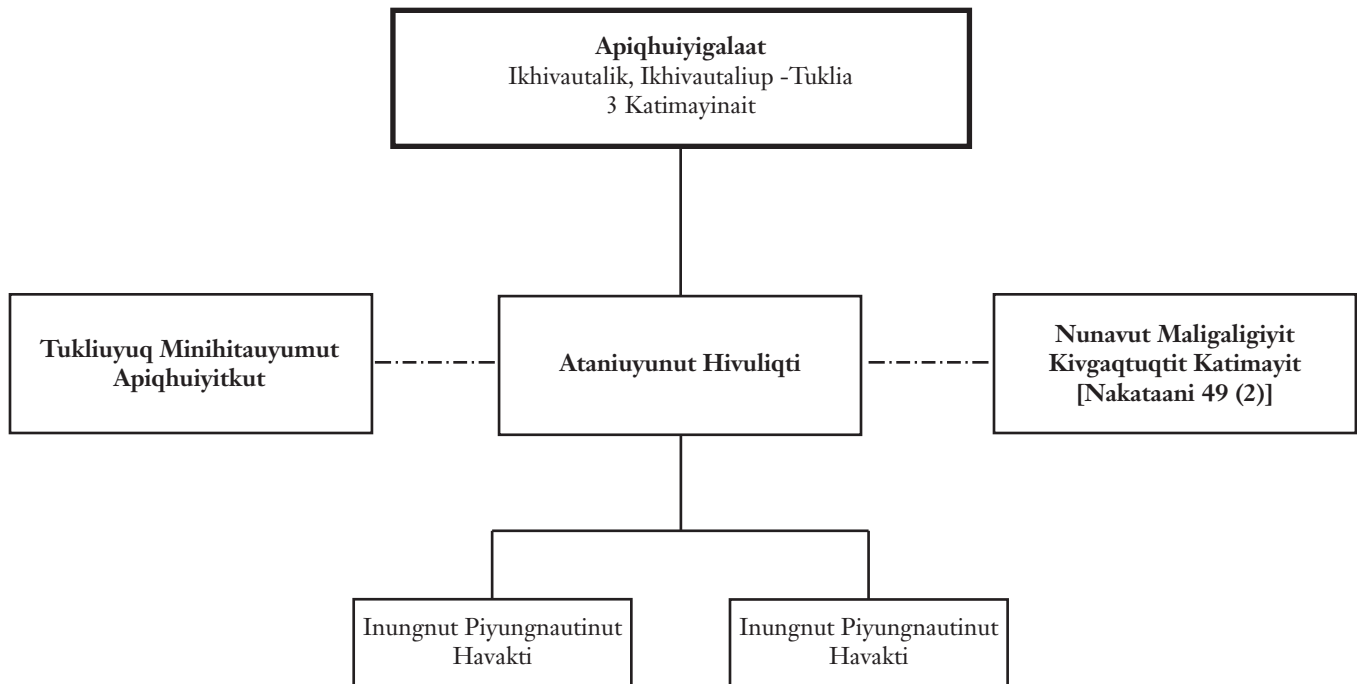 Apiqhuiyigalaat
Ikhivautalik, Ikhivautaliup -Tuklia
3 Katimayinait
Tukliuyuq Minihitauyumut
Apiqhuiyitkut
Ataniuyunut Hivuliqti
Nunavut Maligaligiyit
Kivgaqtuqtit Katimayit
[Nakataani 49 (2)]
Inungnut Piyungnautinut
Havakti
Inungnut Piyungnautinut
Havakti